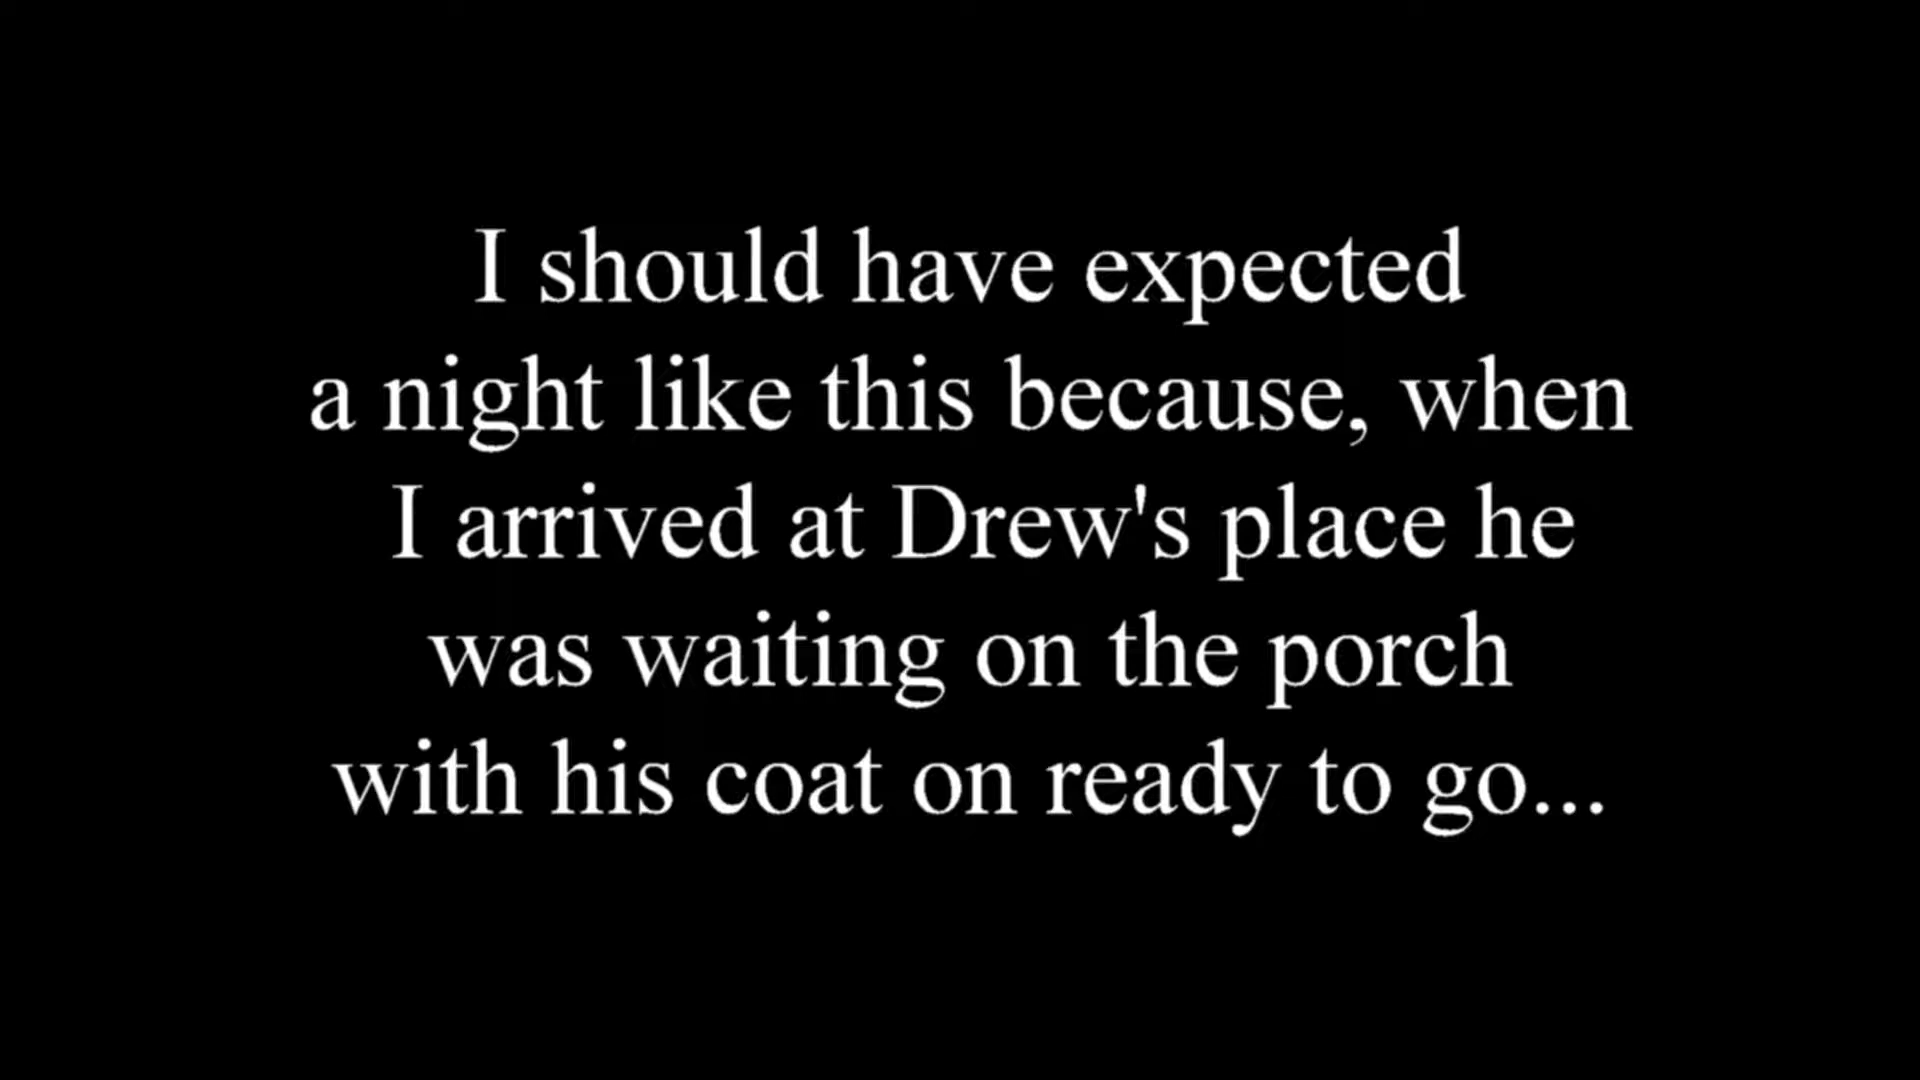 I should have expected
a night like this because, when
I arrived at Drew's place he
was waiting on the porch
with his coat on ready to go...